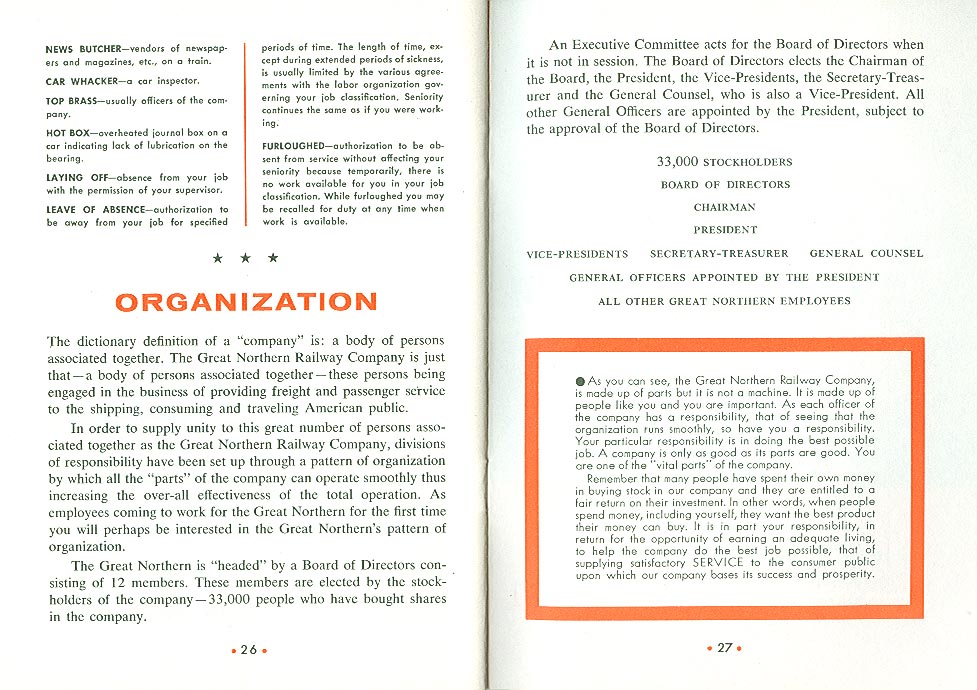 NEWS BUTCHER—vendors of newspap-
ers and magazines, etc., on a train.
CAR WHACKER—a car inspector.
TOP BRASS—usually officers of the com-
pany.
HOT BOX—overheated journal box on a
car indicating lack of lubrication on the
bearing.
LAYING OFF—absence from your job
with the permission of your supervisor.
LEAVE OF ABSENCE—authorization to
be away from your job for specified
periods of time. The length of time, ex-
cept during extended periods of sickness,
is usually limited by the various agree-
ments with the labor organization gov-
erning your job classification. Seniority
continues the same as if you were work-
ing.
FURLOUGHED—authorization to be ab-
sent from service without affecting your
seniority because temporarily, there is
no work available for you in your job
classification. While furloughed you may
be recalled for duty at any time when
work is available.
★ ★ ★
ORGANIZATION
The dictionary definition of a “company” is: a body of persons
associated together. The Great Northern Railway Company is just
that—a body of persons associated together—these persons being
engaged in the business of providing freight and passenger service
to the shipping, consuming and traveling American public.
In order to supply unity to this great number of persons asso-
ciated together as the Great Northern Railway Company, divisions
of responsibility have been set up through a pattern of organization
by which all the “parts” of the company can operate smoothly thus
increasing the over-all effectiveness of the total operation. As
employees coming to work for the Great Northern for the first time
you will perhaps be interested in the Great Northern's pattern of
organization.
The Great Northern is “headed” by a Board of Directors con-
sisting of 12 members. These members are elected by the stock-
holders of the company—33,000 people who have bought shares
in the company.
• 26 •
An Executive Committee acts for the Board of Directors when
it is not in session. The Board of Directors elects the Chairman of
the Board, the President, the Vice-Presidents, the Secretary-Treas-
urer and the General Counsel, who is also a Vice-President. All
other General Officers are appointed by the President, subject to
the approval of the Board of Directors.
33,000 STOCKHOLDERS
BOARD OF DIRECTORS
CHAIRMAN
PRESIDENT
VICE-PRESIDENTS SECRETARY-TREASURER GENERAL COUNSEL
GENERAL OFFICERS APPOINTED BY THE PRESIDENT
ALL OTHER GREAT NORTHERN EMPLOYEES
● As you can see, the Great Northern Railway Company,
is made up of parts but it is not a machine. It is made up of
people like you and you are important. As each officer of
the company has a responsibility, that of seeing that the
organization runs smoothly, so have you a responsibility.
Your particular responsibility is in doing the best possible
job. A company is only as good as its parts are good. You
are one of the “vital parts” of the company.
Remember that many people have spent their own money
in buying stock in our company and they are entitled to a
fair return on their investment. In other words, when people
spend money, including yourself, they want the best product
their money can buy. It is in part your responsibility, in
return for the opportunity of earning an adequate living,
to help the company do the best job possible, that of
supplying satisfactory SERVICE to the consumer public
upon which our company bases its success and prosperity.
• 27 •